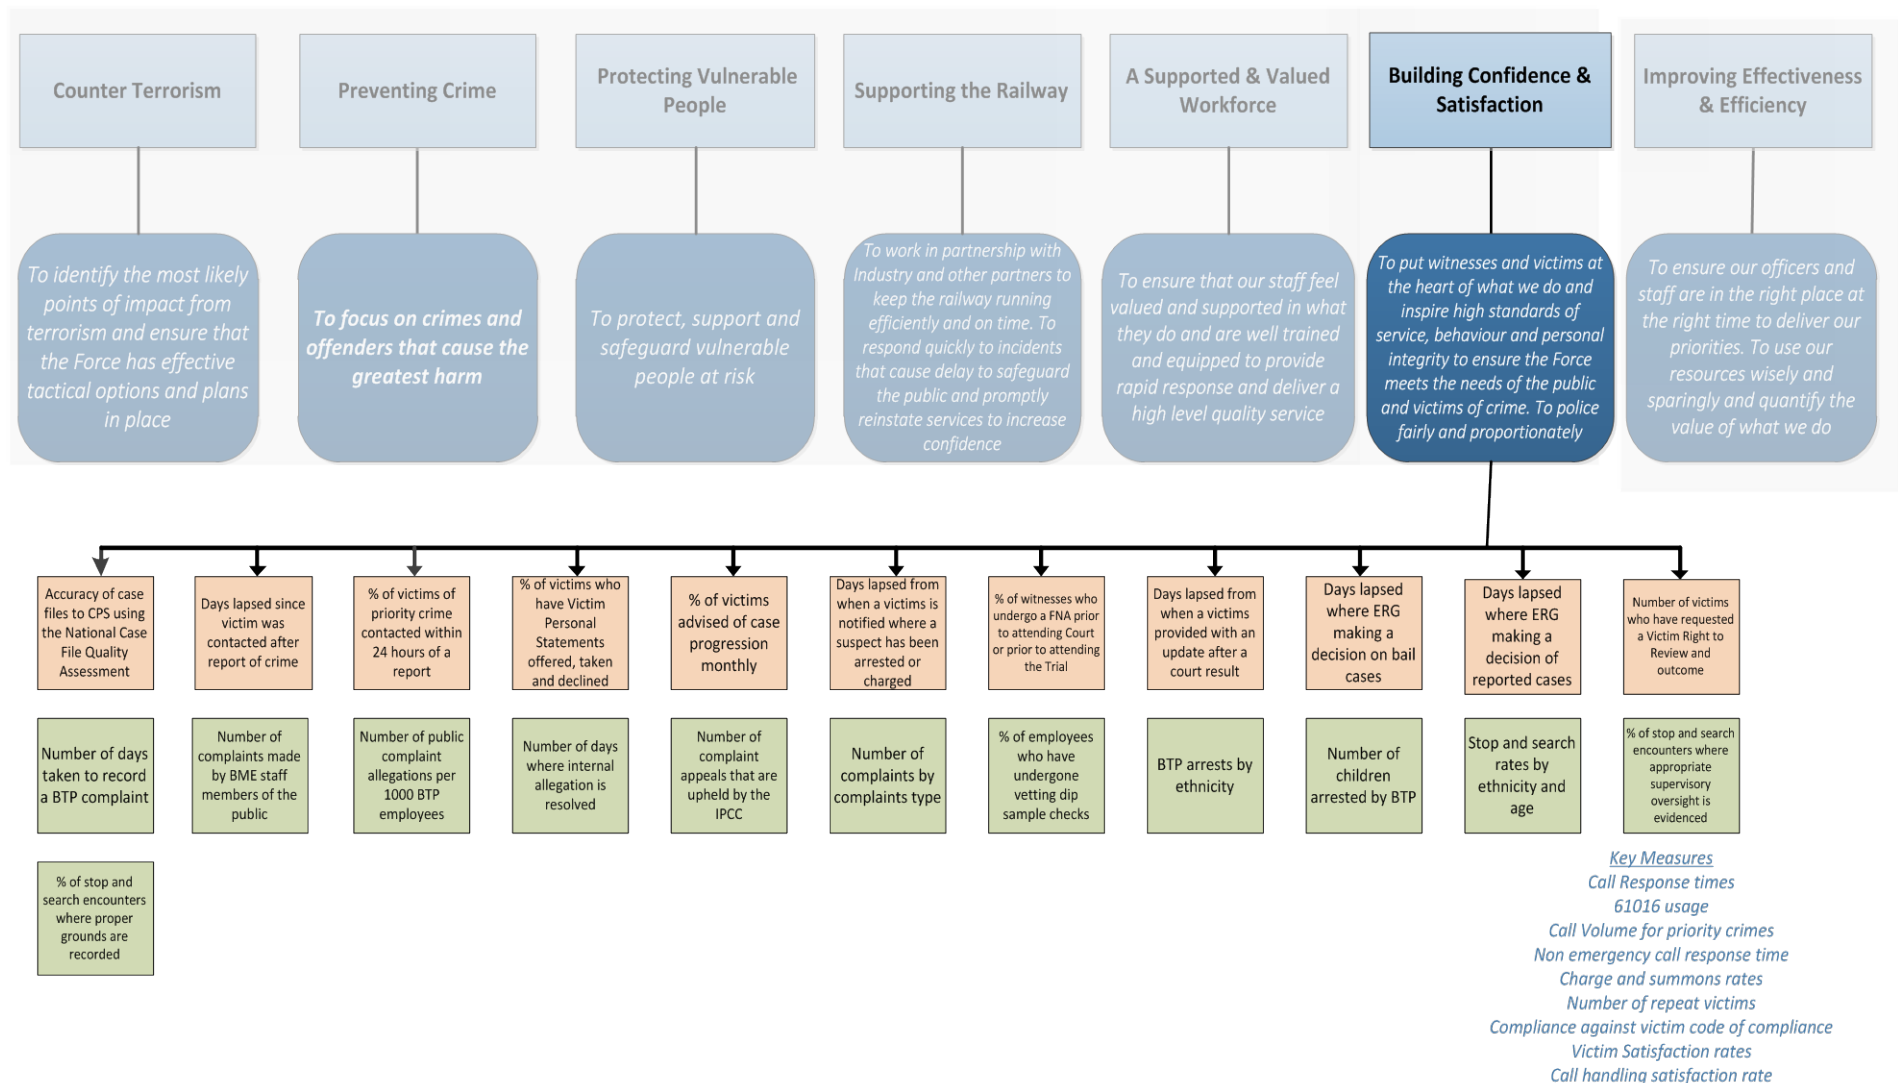 Counter Terrorism
Preventing Crime
Protecting Vulnerable
People
Supporting the Railway
A Supported & Valued
Workforce
Building Confidence &
Satisfaction
Improving Effectiveness
& Efficiency
To identify the most likely
points of impact from
terrorism and ensure that
the Force has effective
tactical options and plans
in place
To focus on crimes and
offenders that cause the
greatest harm
To protect, support and
safeguard vulnerable
people at risk
To work in partnership with
Industry and other partners to
keep the railway running
efficiently and on time. To
respond quickly to incidents
that cause delay to safeguard
the public and promptly
reinstate services to increase
confidence
To ensure that our staff feel
valued and supported in what
they do and are well trained
and equipped to provide
rapid response and deliver a
high level quality service
To put witnesses and victims at
the heart of what we do and
inspire high standards of
service, behaviour and personal
integrity to ensure the Force
meets the needs of the public
and victims of crime. To police
fairly and proportionately
To ensure our officers and
staff are in the right place at
the right time to deliver our
priorities. To use our
resources wisely and
sparingly and quantify the
value of what we do
Accuracy of case
files to CPS using
the National Case
File Quality
Assessment
Days lapsed since
victim was
contacted after
report of crime
% of victims of
priority crime
contacted within
24 hours of a
report
% of victims who
have Victim
Personal
Statements
offered, taken
and declined
% of victims
advised of case
progression
monthly
Days lapsed from
when a victims is
notified where a
suspect has been
arrested or
charged
% of witnesses who
undergo a FNA prior
to attending Court
or prior to attending
the Trial
Days lapsed from
when a victims
provided with an
update after a
court result
Days lapsed
where ERG
making a
decision on bail
cases
Days lapsed
where ERG
making a
decision of
reported cases
Number of victims
who have requested
a Victim Right to
Review and
outcome
Number of days
taken to record
a BTP complaint
Number of
complaints made
by BME staff
members of the
public
Number of public
complaint
allegations per
1000 BTP
employees
Number of days
where internal
allegation is
resolved
Number of
complaint
appeals that are
upheld by the
IPCC
Number of
complaints by
complaints type
% of employees
who have
undergone
vetting dip
sample checks
BTP arrests by
ethnicity
Number of
children
arrested by BTP
Stop and search
rates by
ethnicity and
age
% of stop and search
encounters where
appropriate
supervisory
oversight is
evidenced
% of stop and
search encounters
where proper
grounds are
recorded
Key Measures
Call Response times
61016 usage
Call Volume for priority crimes
Non emergency call response time
Charge and summons rates
Number of repeat victims
Compliance against victim code of compliance
Victim Satisfaction rates
Call handling satisfaction rate